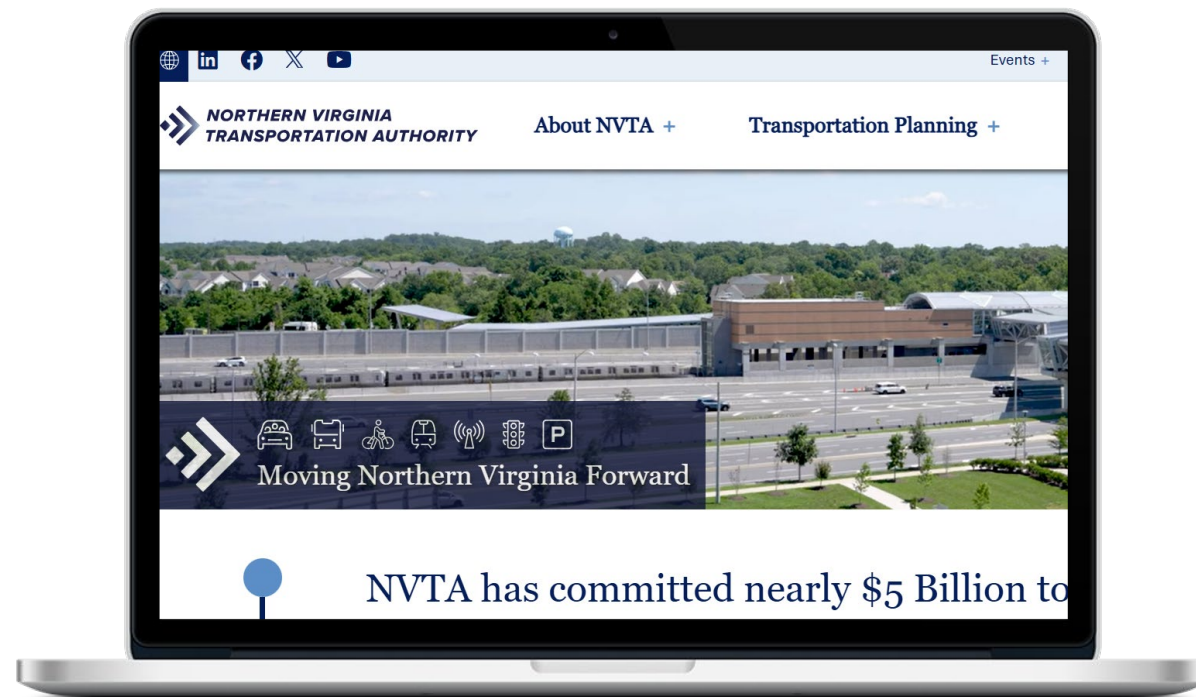 Events +
NORTHERN VIRGINIA
TRANSPORTATION AUTHORITY
About NVTA +
Transportation Planning +
P
Moving Northern Virginia Forward
NVTA has committed nearly $5 Billion to